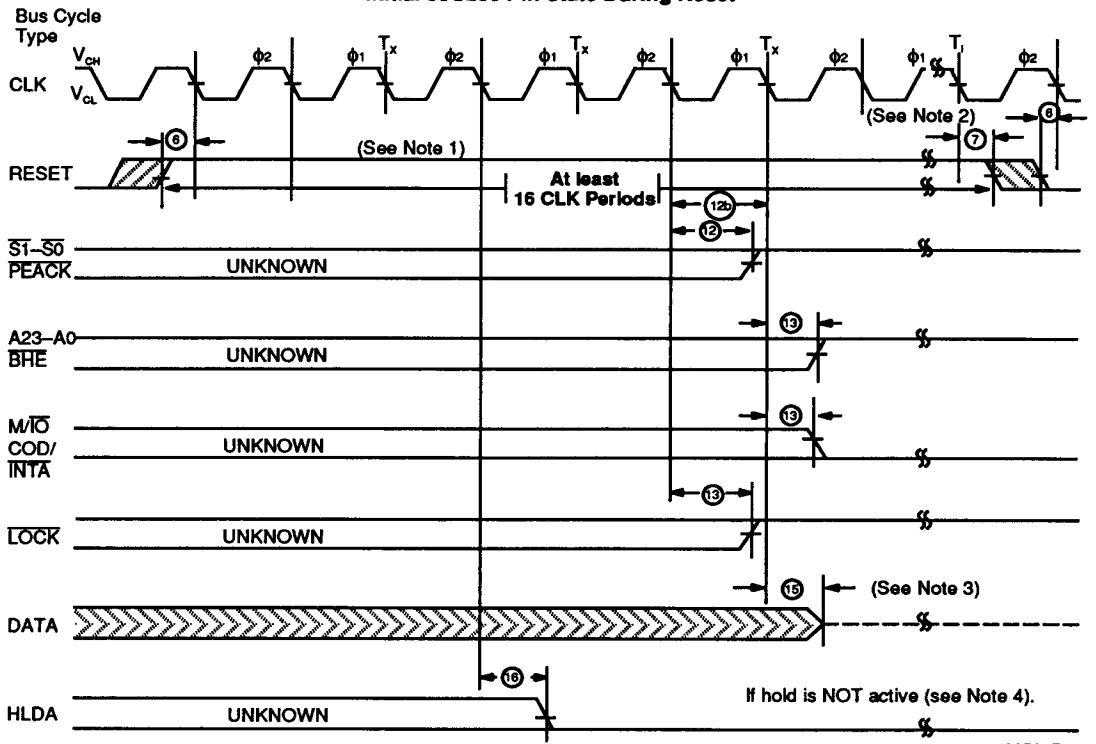 Bus Cycle
Type
V_CH
V_CL
CLK
ϕ2 ϕ1 T_X ϕ2 ϕ1 T_X ϕ2 ϕ1 T_X ϕ2 ϕ1 T_I ϕ2
(See Note 2)
6 (See Note 1) 7 6
RESET
At least
16 CLK Periods
12b
12
S1–S0
PEACK
UNKNOWN
13
A23–A0
BHE
UNKNOWN
13
M/IO
COD/
INTA
UNKNOWN
13
LOCK
UNKNOWN
15 (See Note 3)
DATA
16
If hold is NOT active (see Note 4).
HLDA
UNKNOWN